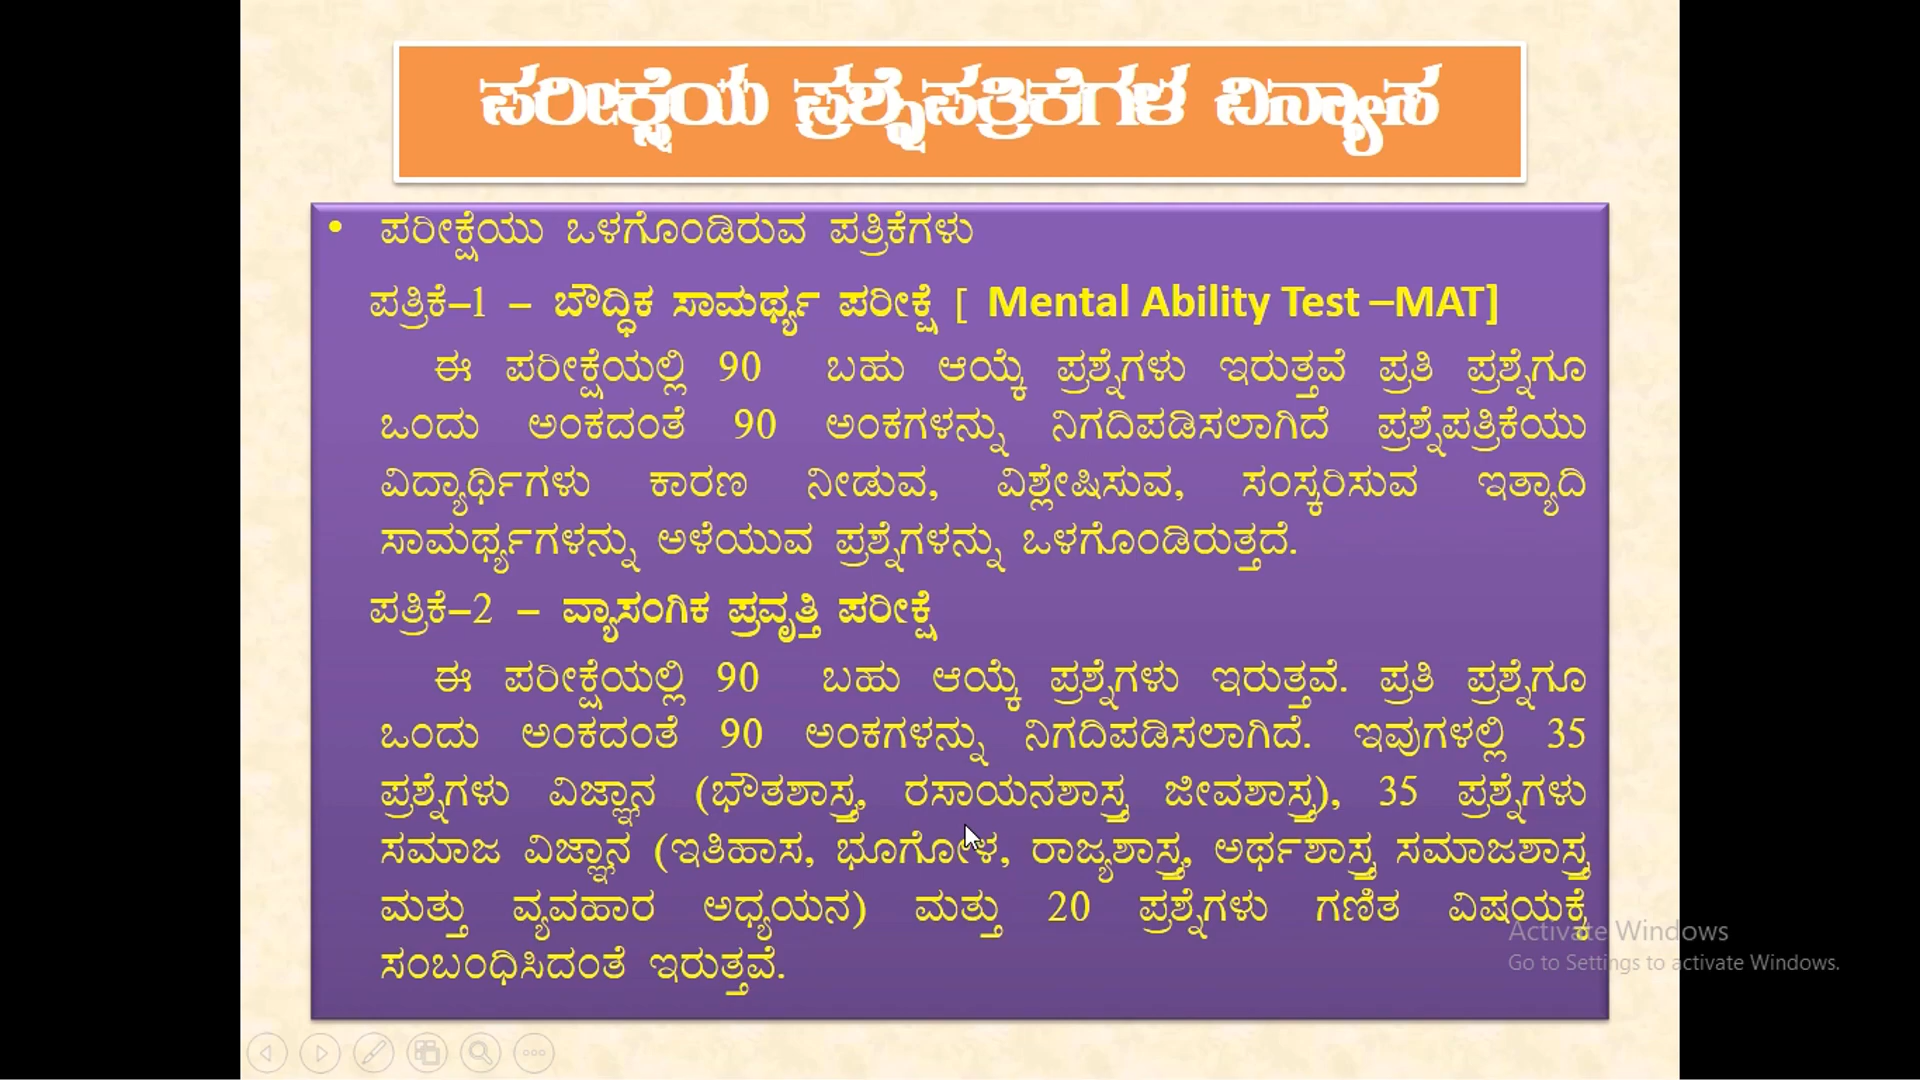 ಪರೀಕ್ಷೆಯ ಪ್ರಶ್ನೆಪತ್ರಿಕೆಗಳ ವಿನ್ಯಾಸ
• ಪರೀಕ್ಷೆಯು ಒಳಗೊಂಡಿರುವ ಪತ್ರಿಕೆಗಳು
ಪತ್ರಿಕೆ–1 – ಬೌದ್ಧಿಕ ಸಾಮರ್ಥ್ಯ ಪರೀಕ್ಷೆ [ Mental Ability Test –MAT]
ಈ ಪರೀಕ್ಷೆಯಲ್ಲಿ 90 ಬಹು ಆಯ್ಕೆ ಪ್ರಶ್ನೆಗಳು ಇರುತ್ತವೆ ಪ್ರತಿ ಪ್ರಶ್ನೆಗೂ
ಒಂದು ಅಂಕದಂತೆ 90 ಅಂಕಗಳನ್ನು ನಿಗದಿಪಡಿಸಲಾಗಿದೆ ಪ್ರಶ್ನೆಪತ್ರಿಕೆಯು
ವಿದ್ಯಾರ್ಥಿಗಳು ಕಾರಣ ನೀಡುವ, ವಿಶ್ಲೇಷಿಸುವ, ಸಂಸ್ಕರಿಸುವ ಇತ್ಯಾದಿ
ಸಾಮರ್ಥ್ಯಗಳನ್ನು ಅಳೆಯುವ ಪ್ರಶ್ನೆಗಳನ್ನು ಒಳಗೊಂಡಿರುತ್ತದೆ.
ಪತ್ರಿಕೆ–2 – ವ್ಯಾಸಂಗಿಕ ಪ್ರವೃತ್ತಿ ಪರೀಕ್ಷೆ
ಈ ಪರೀಕ್ಷೆಯಲ್ಲಿ 90 ಬಹು ಆಯ್ಕೆ ಪ್ರಶ್ನೆಗಳು ಇರುತ್ತವೆ. ಪ್ರತಿ ಪ್ರಶ್ನೆಗೂ
ಒಂದು ಅಂಕದಂತೆ 90 ಅಂಕಗಳನ್ನು ನಿಗದಿಪಡಿಸಲಾಗಿದೆ. ಇವುಗಳಲ್ಲಿ 35
ಪ್ರಶ್ನೆಗಳು ವಿಜ್ಞಾನ (ಭೌತಶಾಸ್ತ್ರ, ರಸಾಯನಶಾಸ್ತ್ರ ಜೀವಶಾಸ್ತ್ರ), 35 ಪ್ರಶ್ನೆಗಳು
ಸಮಾಜ ವಿಜ್ಞಾನ (ಇತಿಹಾಸ, ಭೂಗೋಳ, ರಾಜ್ಯಶಾಸ್ತ್ರ, ಅರ್ಥಶಾಸ್ತ್ರ ಸಮಾಜಶಾಸ್ತ್ರ
ಮತ್ತು ವ್ಯವಹಾರ ಅಧ್ಯಯನ) ಮತ್ತು 20 ಪ್ರಶ್ನೆಗಳು ಗಣಿತ ವಿಷಯಕ್ಕೆ
ಸಂಬಂಧಿಸಿದಂತೆ ಇರುತ್ತವೆ.
Activate Windows
Go to Settings to activate Windows.